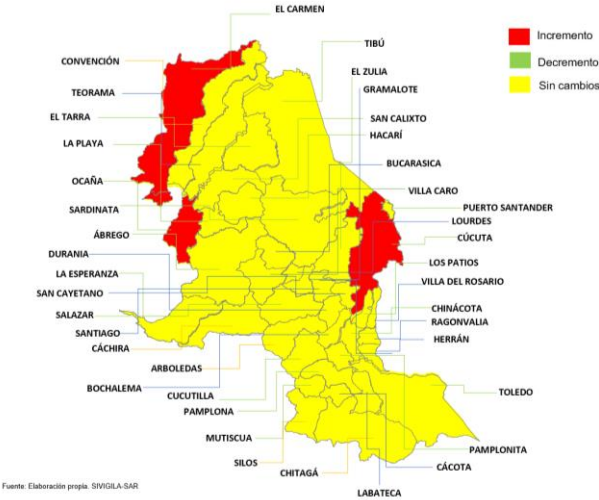 EL CARMEN
TIBÚ
CONVENCIÓN
EL ZULIA
TEORAMA
GRAMALOTE
EL TARRA
SAN CALIXTO
HACARÍ
LA PLAYA
BUCARASICA
OCAÑA
VILLA CARO
SARDINATA
PUERTO SANTANDER
LOURDES
ÁBREGO
CÚCUTA
DURANIA
LOS PATIOS
LA ESPERANZA
VILLA DEL ROSARIO
SAN CAYETANO
CHINÁCOTA
SALAZAR
RAGONVALIA
SANTIAGO
HERRÁN
CÁCHIRA
ARBOLEDAS
BOCHALEMA
TOLEDO
CUCUTILLA
PAMPLONA
MUTISCUA
PAMPLONITA
SILOS
CÁCOTA
CHITAGÁ
LABATECA
Incremento
Decremento
Sin cambios
Fuente: Elaboración propia. SIVIGILA-SAR